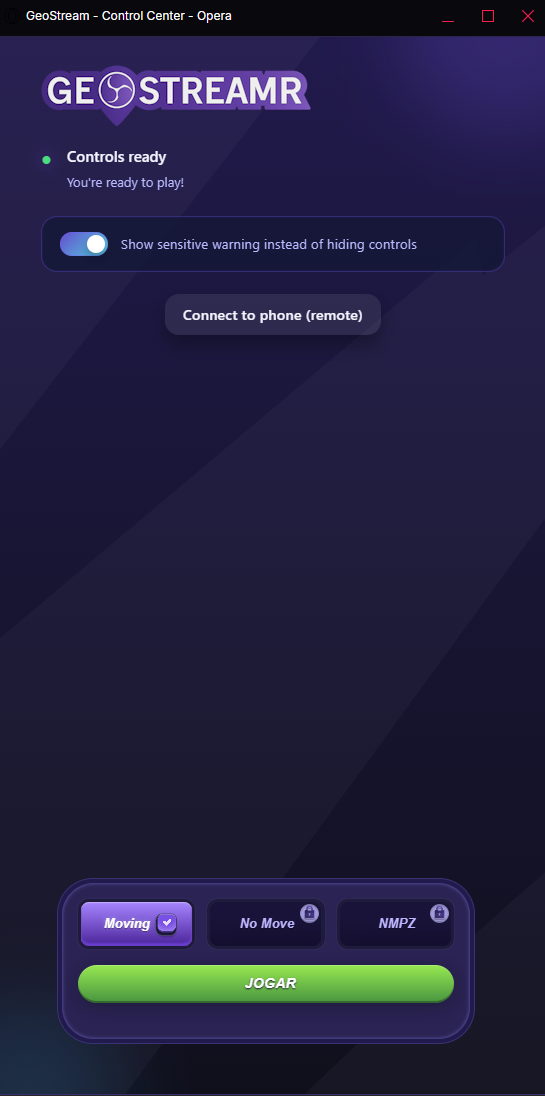 GeoStream - Control Center - Opera
GEOSTREAMR
Controls ready
You're ready to play!
Show sensitive warning instead of hiding controls
Connect to phone (remote)
Moving
No Move
NMPZ
JOGAR